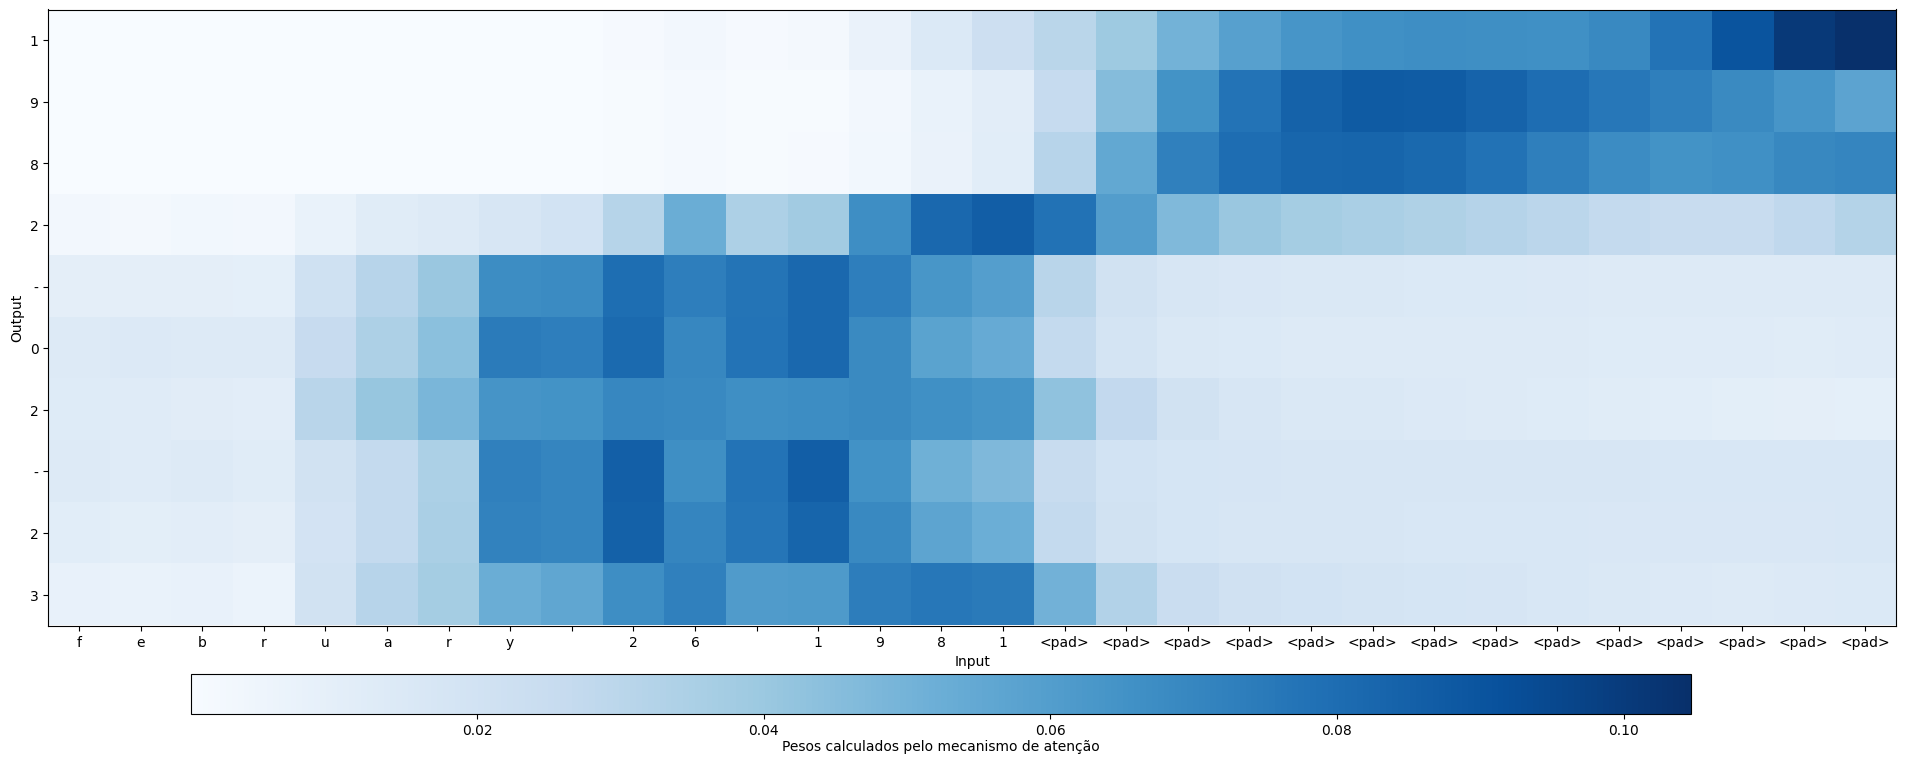 Output
1
9
8
2
-
0
2
-
2
3
f e b r u a r y 2 6 1 9 8 1 <pad> <pad> <pad> <pad> <pad> <pad> <pad> <pad> <pad> <pad> <pad> <pad> <pad> <pad>
Input
0.02 0.04 0.06 0.08 0.10
Pesos calculados pelo mecanismo de atenção